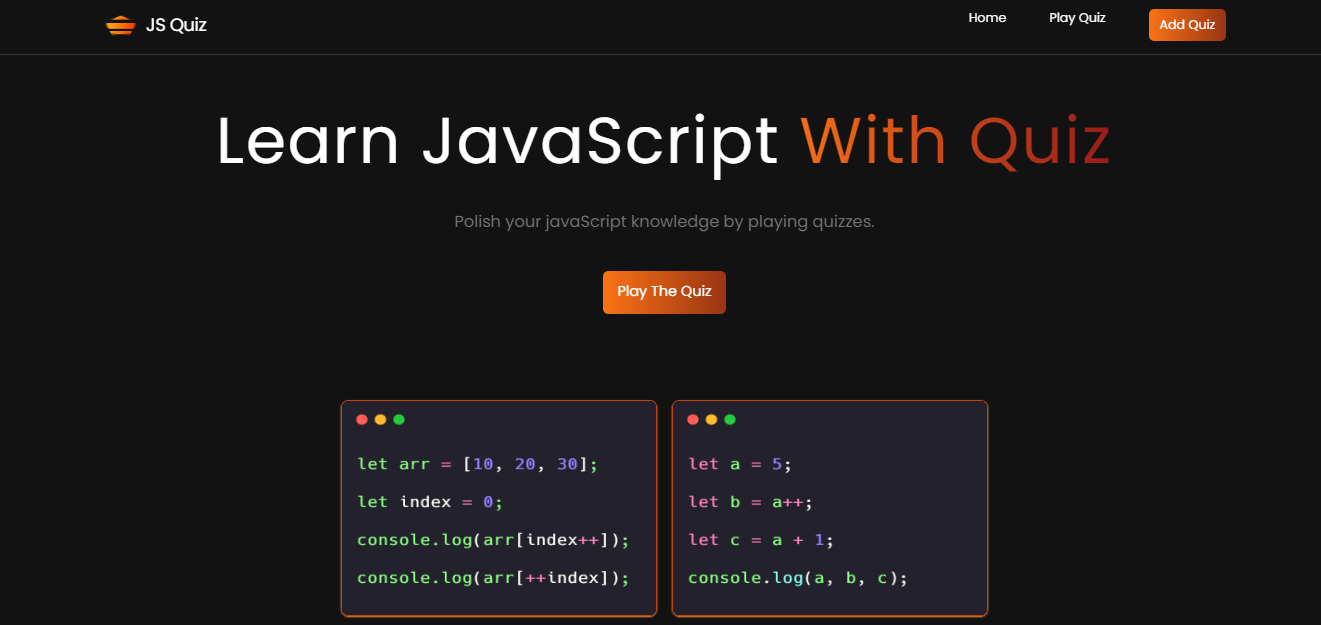 JS Quiz
Home
Play Quiz
Add Quiz
Learn JavaScript With Quiz
Polish your javaScript knowledge by playing quizzes.
Play The Quiz
let arr = [10, 20, 30];
let index = 0;
console.log(arr[index++]);
console.log(arr[++index]);
let a = 5;
let b = a++;
let c = a + 1;
console.log(a, b, c);